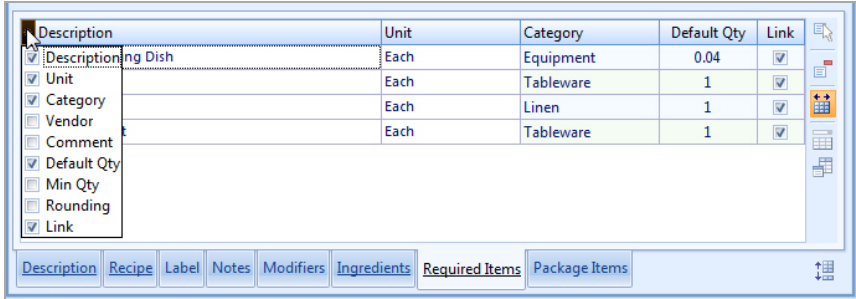 Description Unit Category Default Qty Link
Description ng Dish Each Equipment 0.04
Unit Each Tableware 1
Category Each Linen 1
Vendor t Each Tableware 1
Comment
Default Qty
Min Qty
Rounding
Link
Description Recipe Label Notes Modifiers Ingredients Required Items Package Items